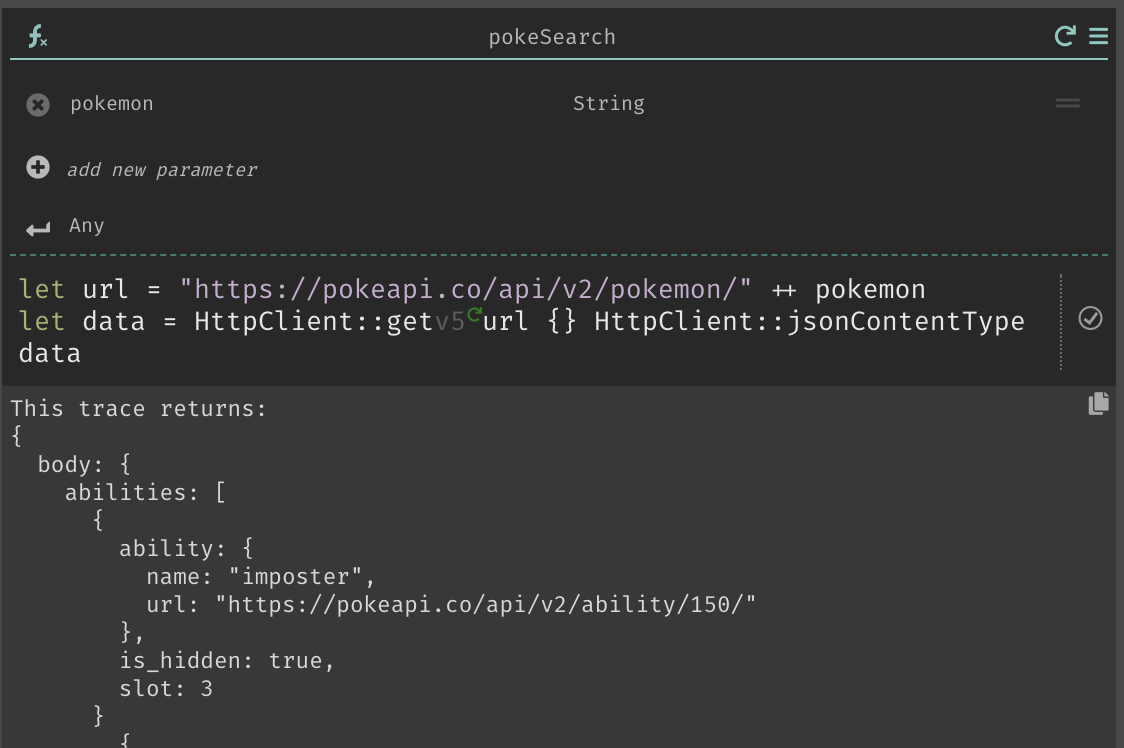 fx pokeSearch
pokemon String
add new parameter
Any
let url = "https://pokeapi.co/api/v2/pokemon/" ++ pokemon
let data = HttpClient::getv5 url {} HttpClient::jsonContentType
data
This trace returns:
{
  body: {
    abilities: [
      {
        ability: {
          name: "imposter",
          url: "https://pokeapi.co/api/v2/ability/150/"
        },
        is_hidden: true,
        slot: 3
      }
        {